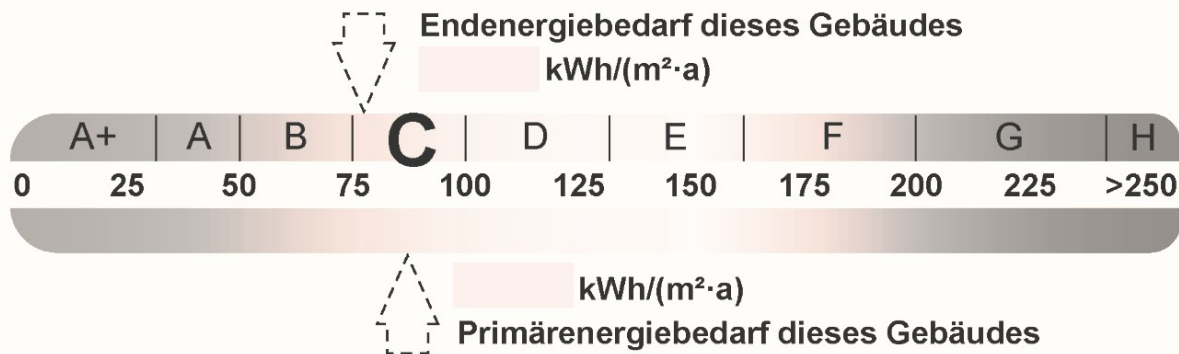 Endenergiebedarf dieses Gebäudes
kWh/(m²·a)
A+ A B C D E F G H
0 25 50 75 100 125 150 175 200 225 >250
kWh/(m²·a)
Primärenergiebedarf dieses Gebäudes